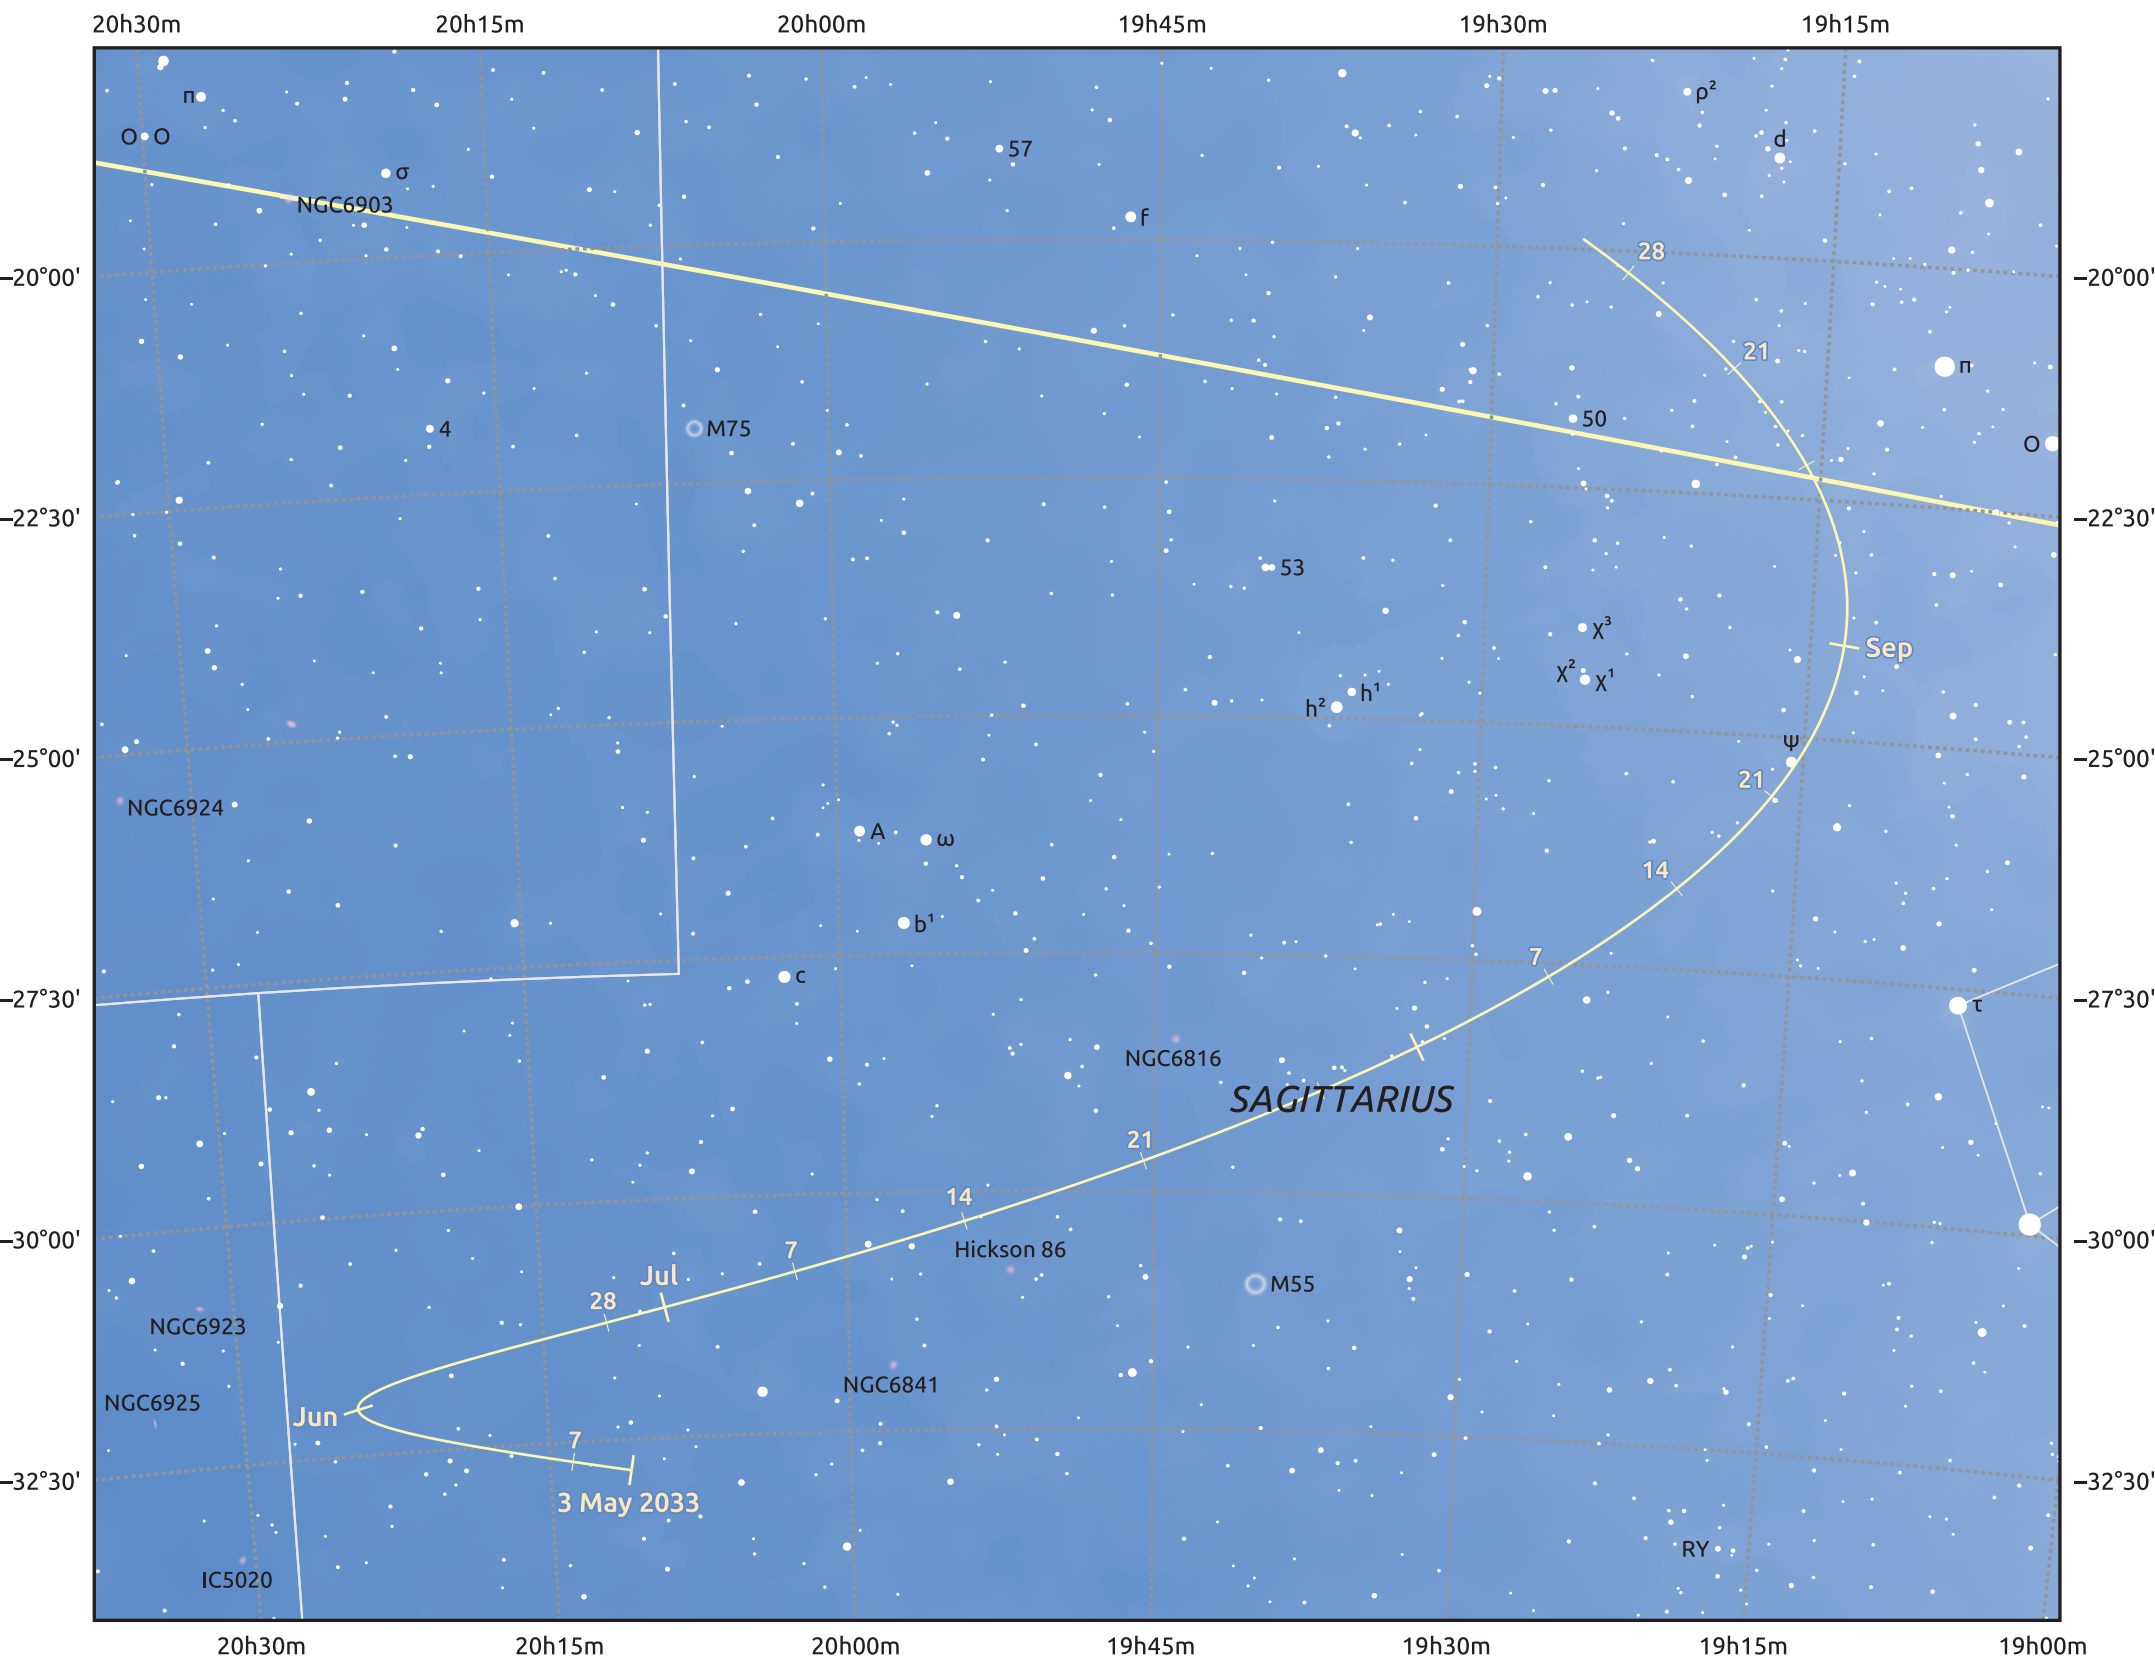 20h30m 20h15m 20h00m 19h45m 19h30m 19h15m
π ρ²
O O d
57
σ
NGC6903 f
28
−20°00' −20°00'
21
π
50
4 M75 O
−22°30' −22°30'
53
χ³
Sep
χ² χ¹
h¹
h²
ψ
−25°00' −25°00'
21
NGC6924
A ω
14
b¹
7
c
−27°30' −27°30'
τ
NGC6816
SAGITTARIUS
21
14
−30°00' −30°00'
7 Hickson 86
Jul
M55
28
NGC6923
NGC6841
NGC6925
Jun
7
−32°30' −32°30'
3 May 2033
RY
IC5020
20h30m 20h15m 20h00m 19h45m 19h30m 19h15m 19h00m